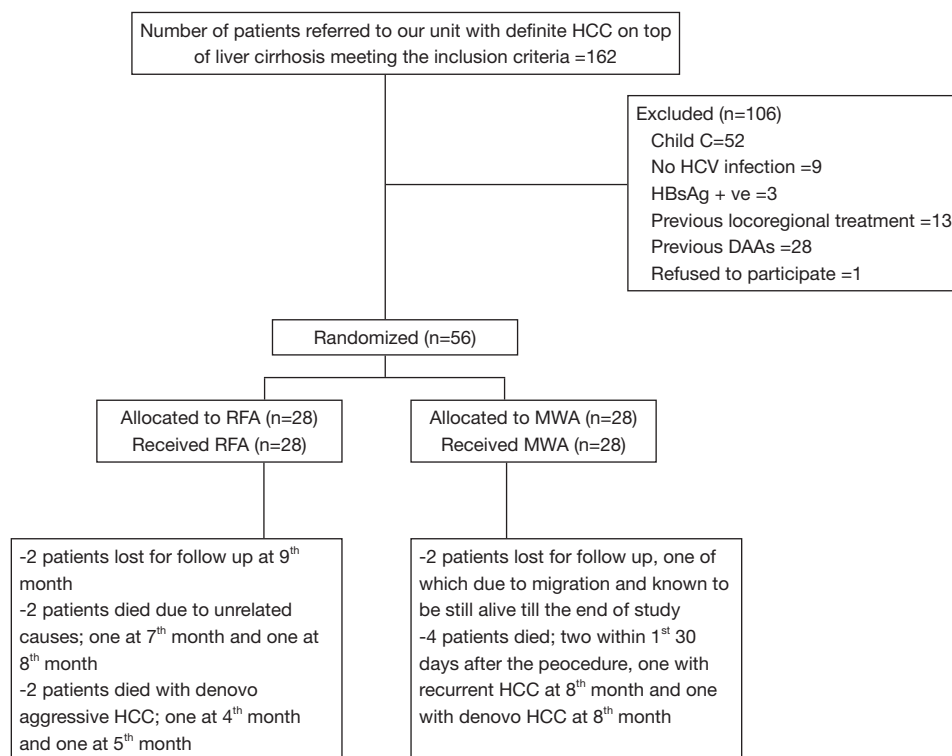 Number of patients referred to our unit with definite HCC on top
of liver cirrhosis meeting the inclusion criteria =162
Excluded (n=106)
Child C=52
No HCV infection =9
HBsAg + ve =3
Previous locoregional treatment =13
Previous DAAs =28
Refused to participate =1
Randomized (n=56)
Allocated to RFA (n=28)
Received RFA (n=28)
Allocated to MWA (n=28)
Received MWA (n=28)
-2 patients lost for follow up at 9th
month
-2 patients died due to unrelated
causes; one at 7th month and one at
8th month
-2 patients died with denovo
aggressive HCC; one at 4th month
and one at 5th month
-2 patients lost for follow up, one of
which due to migration and known to
be still alive till the end of study
-4 patients died; two within 1st 30
days after the peocedure, one with
recurrent HCC at 8th month and one
with denovo HCC at 8th month